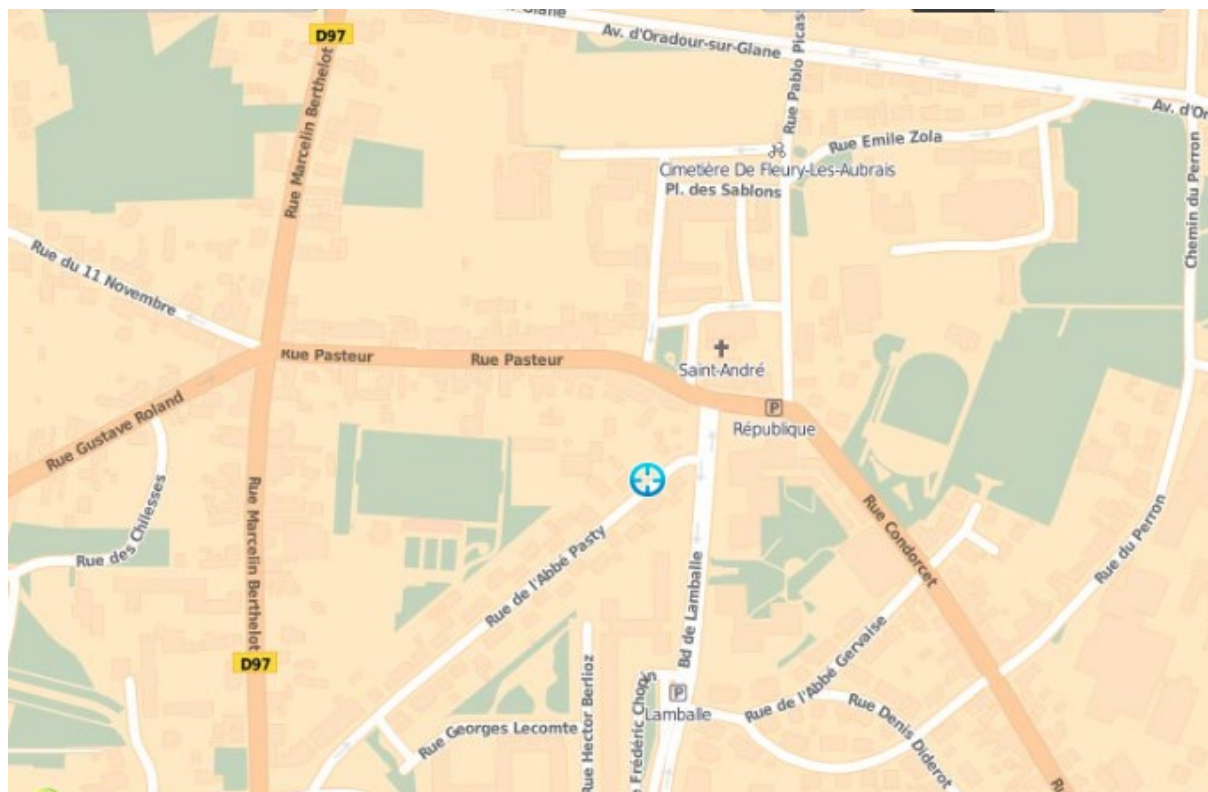 Glane
D97
Av. d'Oradour-sur-Glane
Rue Pablo Picas
Av. d'Or
Rue Marcelin Berthelot
Rue Emile Zola
Cimetière De Fleury-Les-Aubrais
Pl. des Sablons
Chemin du Perron
Rue du 11 Novembre
Rue Pasteur
Rue Pasteur
Saint-André
P
République
Rue Gustave Roland
Rue des Chilesses
Rue Marcelin Berthelot
Rue Condorcet
Rue du Perron
Rue de l'Abbé Pasty
Bd de Lamballe
D97
Rue de l'Abbé Gervaise
P
Lamballe
Rue Georges Lecomte
Rue Hector Berlioz
e Frédéric Chopin
Rue Denis Diderot
R